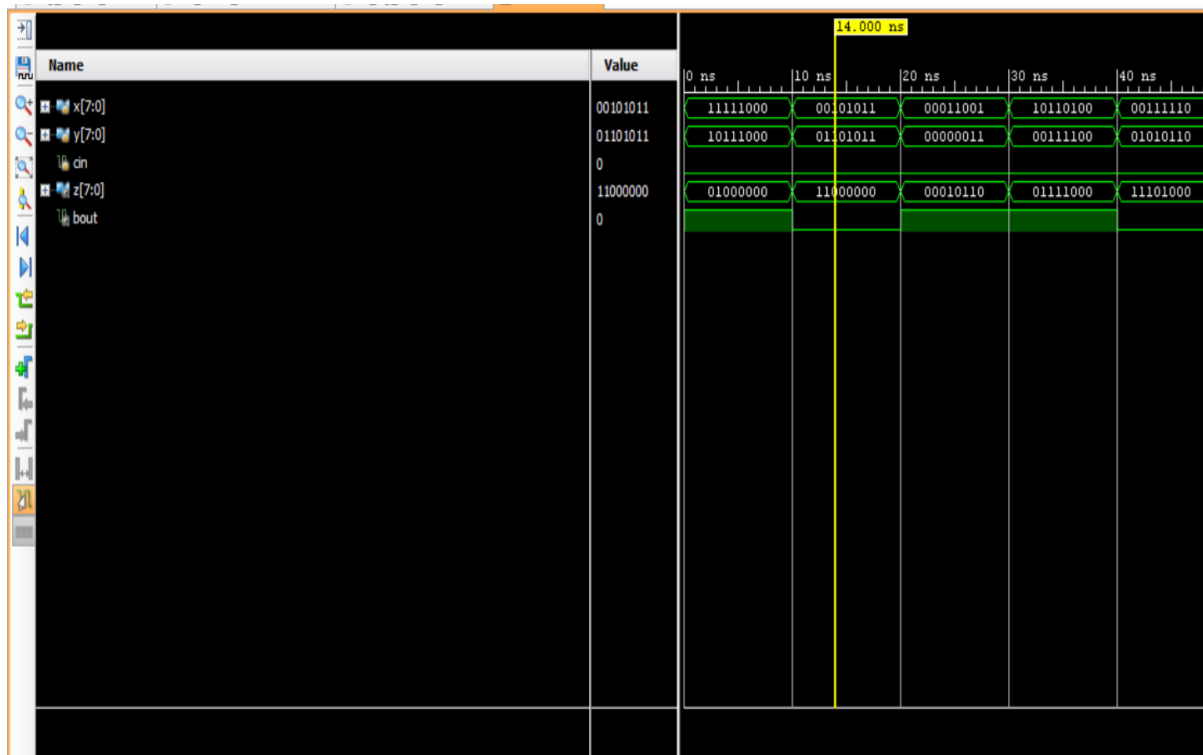 14.000 ns
Name Value
0 ns 10 ns 20 ns 30 ns 40 ns
x[7:0] 00101011 11111000 00101011 00011001 10110100 00111110
y[7:0] 01101011 10111000 01101011 00000011 00111100 01010110
cin 0
z[7:0] 11000000 01000000 11000000 00010110 01111000 11101000
bout 0